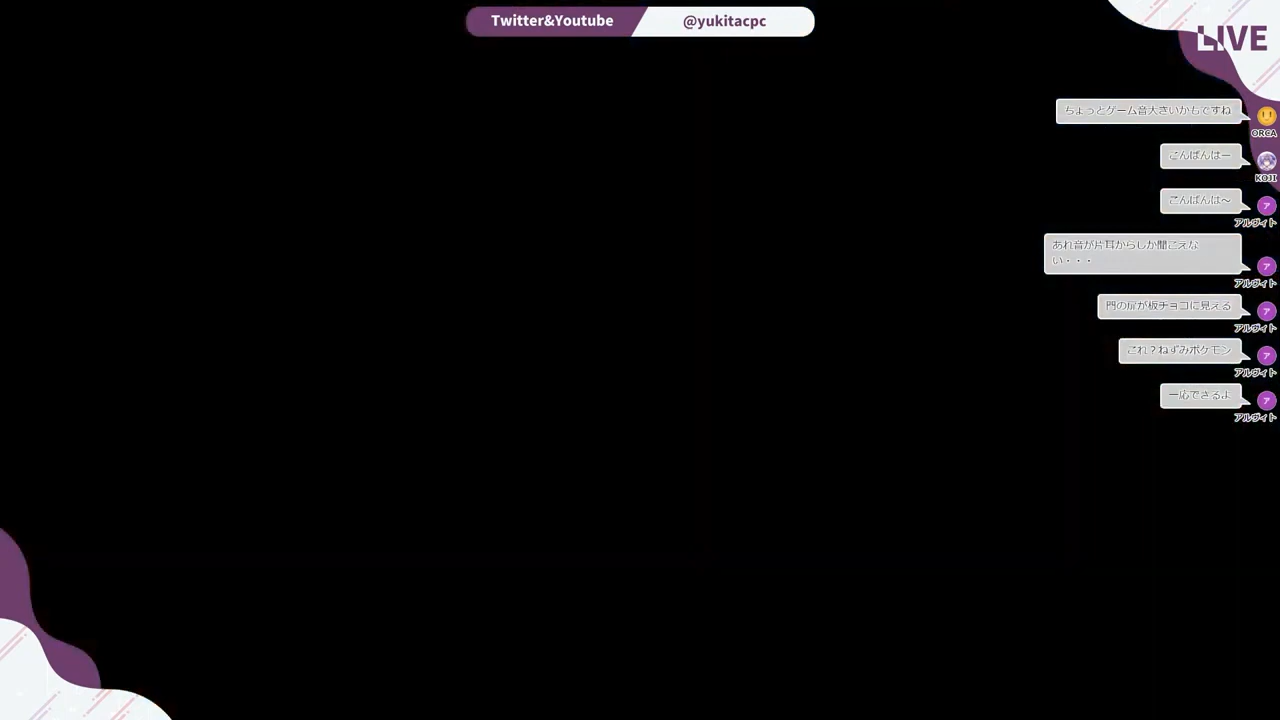 Twitter&Youtube @yukitacpc
LIVE
ちょっとゲーム音大きいかもですね
ORCA
こんばんはー
KOJI
こんばんは～
ア
アルヴィト
あれ音が片耳からしか聞こえな
い・・・
ア
アルヴィト
門の扉が板チョコに見える
ア
アルヴィト
これ？ねずみポケモン
ア
アルヴィト
一応できるよ
ア
アルヴィト